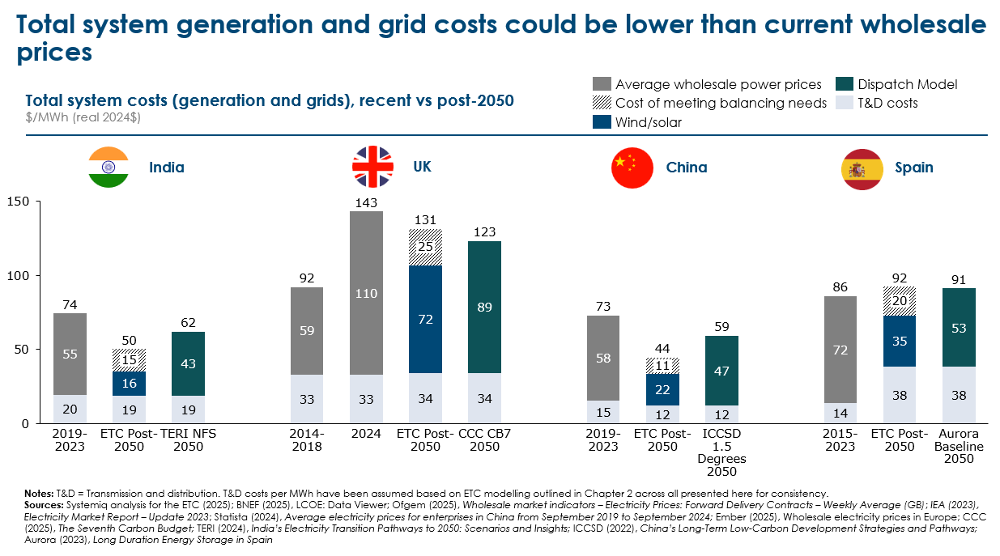 Total system generation and grid costs could be lower than current wholesale
prices
Average wholesale power prices
Dispatch Model
Total system costs (generation and grids), recent vs post-2050
Cost of meeting balancing needs
T&D costs
$/MWh (real 2024$)
Wind/solar
India
UK
China
Spain
150
100
50
0
74
55
20
50
15
16
19
62
43
19
92
59
33
143
110
33
131
25
72
34
123
89
34
73
58
15
44
11
22
12
59
47
12
86
72
14
92
20
35
38
91
53
38
2019-
2023
ETC Post-
2050
TERI NFS
2050
2014-
2018
2024
ETC Post-
2050
CCC CB7
2050
2019-
2023
ETC Post-
2050
ICCSD
1.5
Degrees
2050
2015-
2023
ETC Post-
2050
Aurora
Baseline
2050
Notes: T&D = Transmission and distribution. T&D costs per MWh have been assumed based on ETC modelling outlined in Chapter 2 across all presented here for consistency.
Sources: Systemiq analysis for the ETC (2025); BNEF (2025), LCOE: Data Viewer; Ofgem (2025), Wholesale market indicators – Electricity Prices: Forward Delivery Contracts – Weekly Average (GB); IEA (2023),
Electricity Market Report – Update 2023; Statista (2024), Average electricity prices for enterprises in China from September 2019 to September 2024; Ember (2025), Wholesale electricity prices in Europe; CCC
(2025), The Seventh Carbon Budget; TERI (2024), India's Electricity Transition Pathways to 2050: Scenarios and Insights; ICCSD (2022), China's Long-Term Low-Carbon Development Strategies and Pathways;
Aurora (2023), Long Duration Energy Storage in Spain